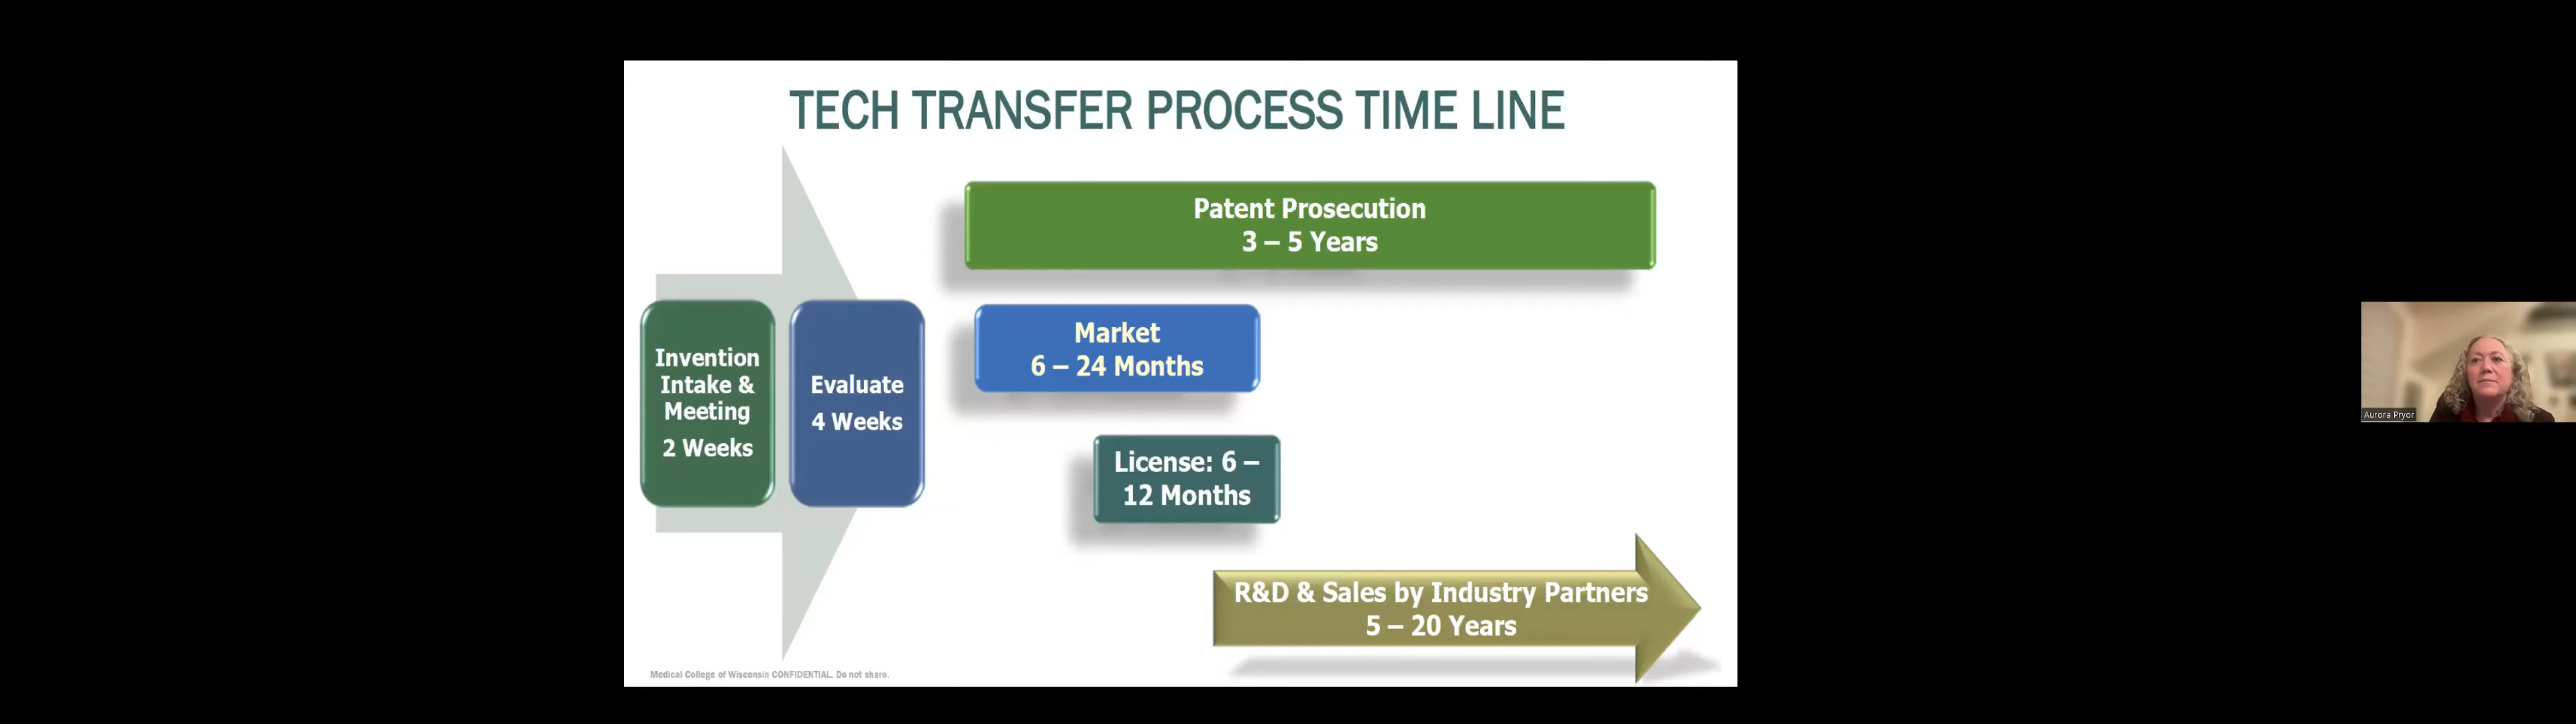 TECH TRANSFER PROCESS TIME LINE
Patent Prosecution
3 – 5 Years
Invention
Intake &
Meeting
2 Weeks
Evaluate
4 Weeks
Market
6 – 24 Months
License: 6 –
12 Months
R&D & Sales by Industry Partners
5 – 20 Years
Medical College of Wisconsin CONFIDENTIAL. Do not share.
Aurora Pryor